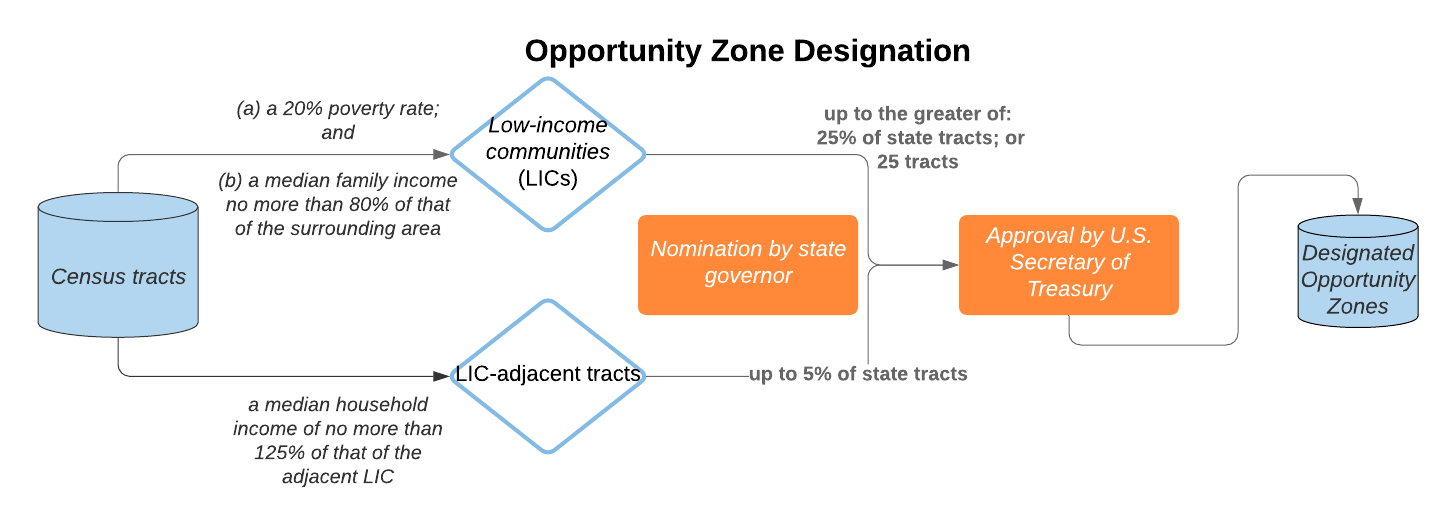 Opportunity Zone Designation
(a) a 20% poverty rate;
and
(b) a median family income
no more than 80% of that
of the surrounding area
Low-income
communities
(LICs)
up to the greater of:
25% of state tracts; or
25 tracts
Census tracts
Nomination by state
governor
Approval by U.S.
Secretary of
Treasury
Designated
Opportunity
Zones
LIC-adjacent tracts
up to 5% of state tracts
a median household
income of no more than
125% of that of the
adjacent LIC